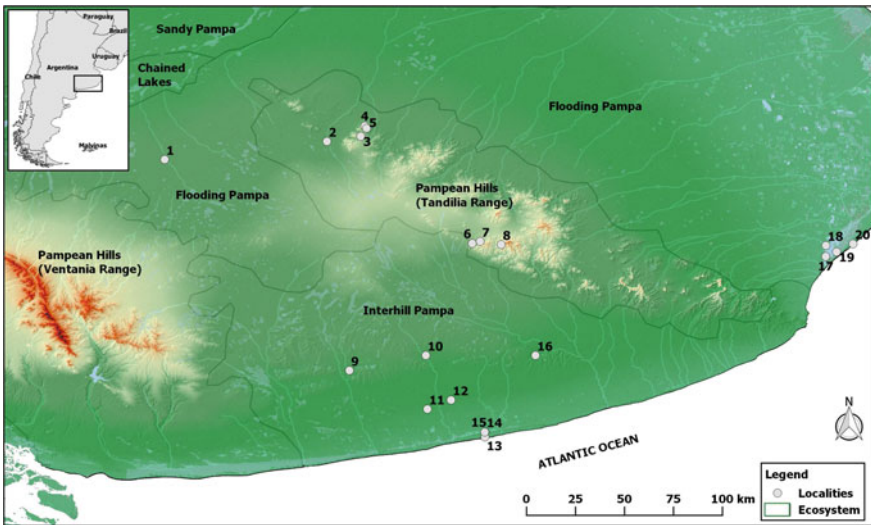 Paraguay
Brazil
Argentina
Uruguay
Chile
Malvinas
Sandy Pampa
Chained
Lakes
Flooding Pampa
4
5
2
3
1
Flooding Pampa
Pampean Hills
(Tandilia Range)
6 7 8
18 20
17 19
Pampean Hills
(Ventania Range)
Interhill Pampa
10
16
9
12
11
1514
13
ATLANTIC OCEAN
N
Legend
Localities
Ecosystem
0 25 50 75 100 km